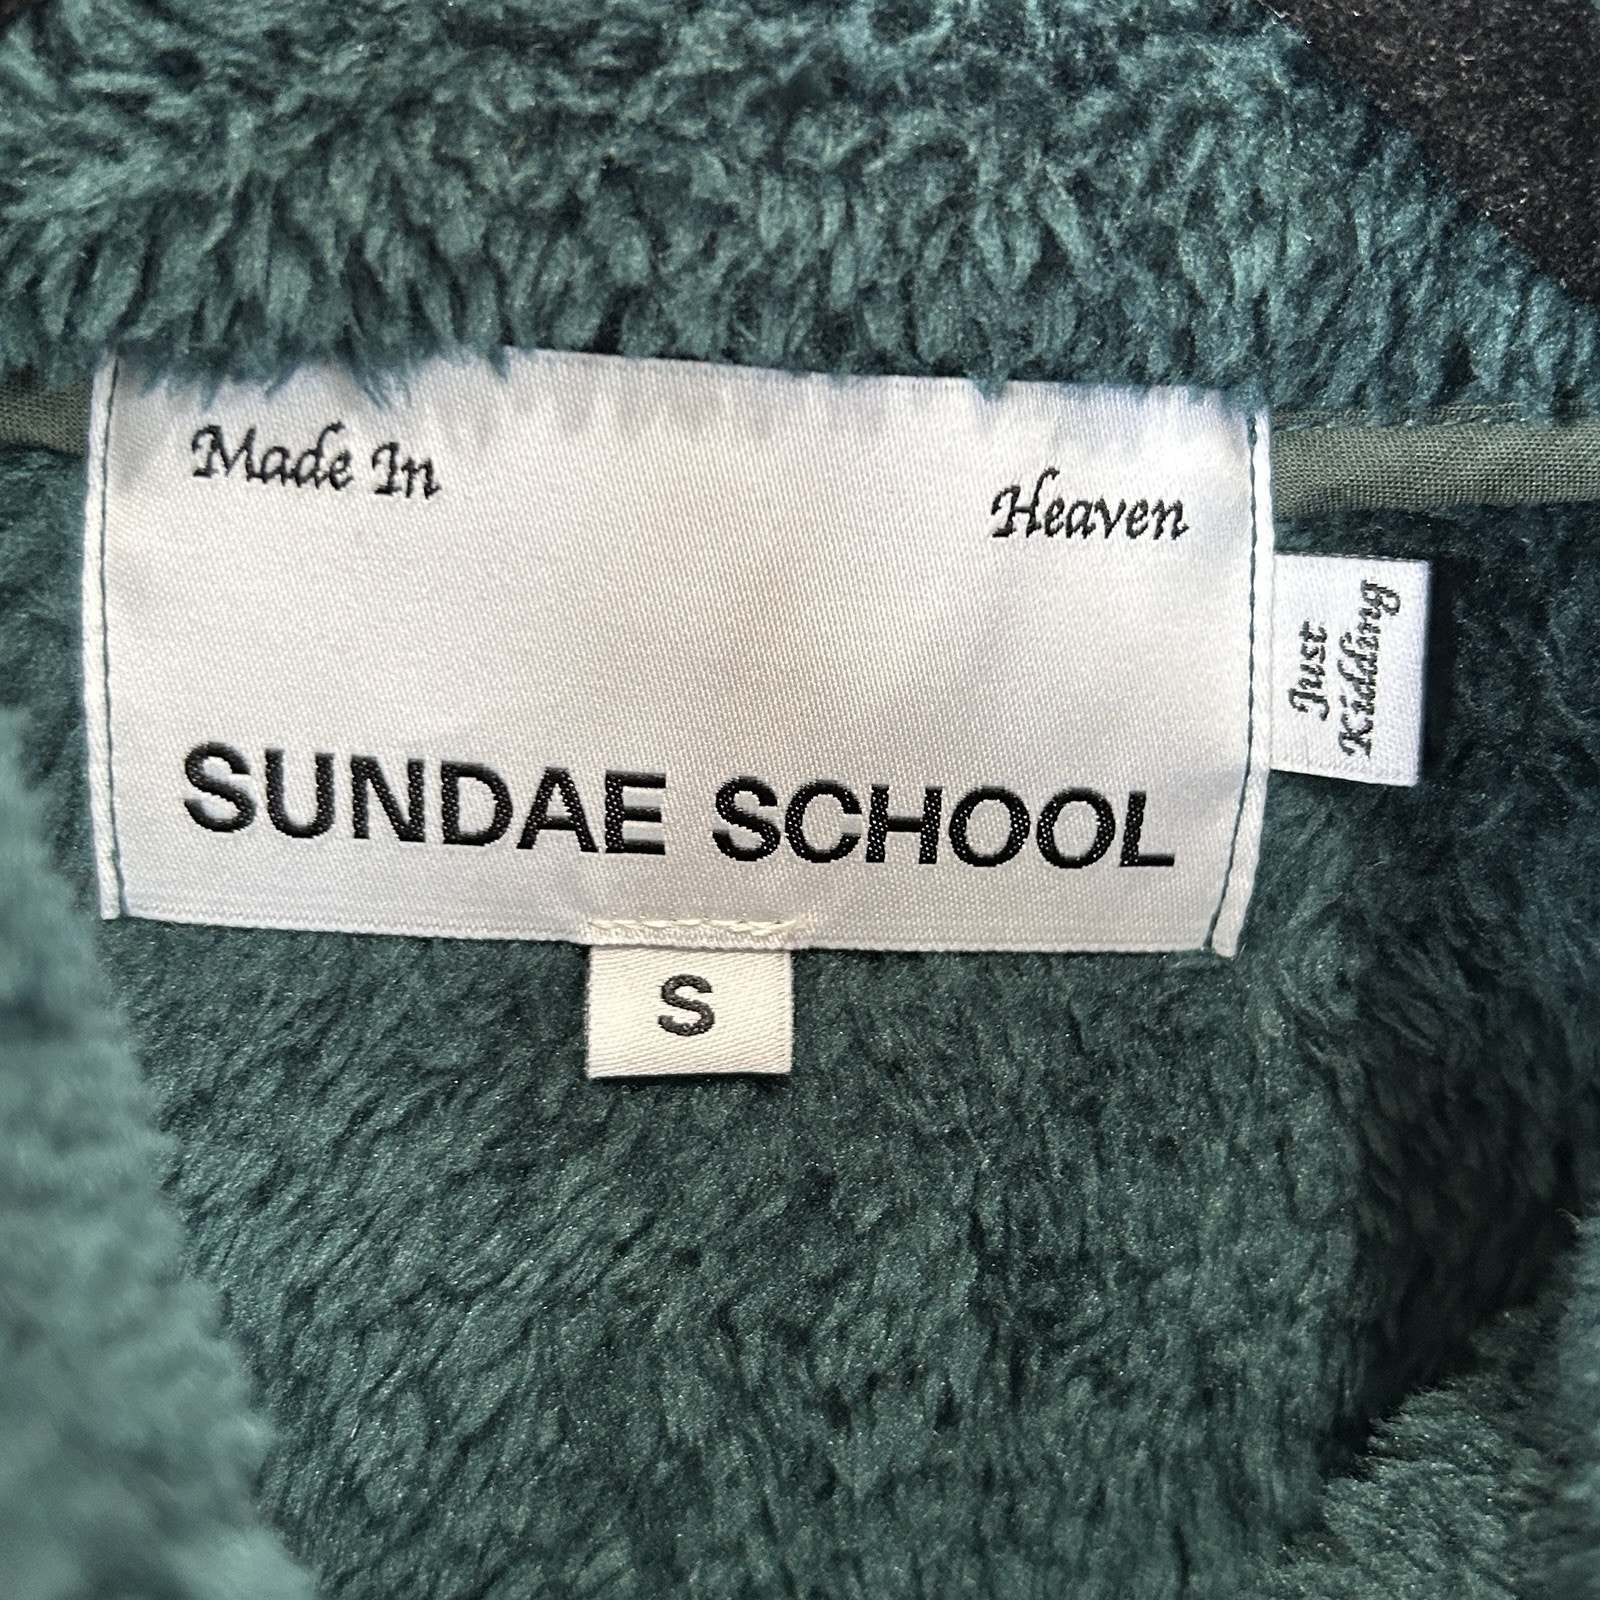 Made In Heaven
Just
Kidding
SUNDAE SCHOOL
S